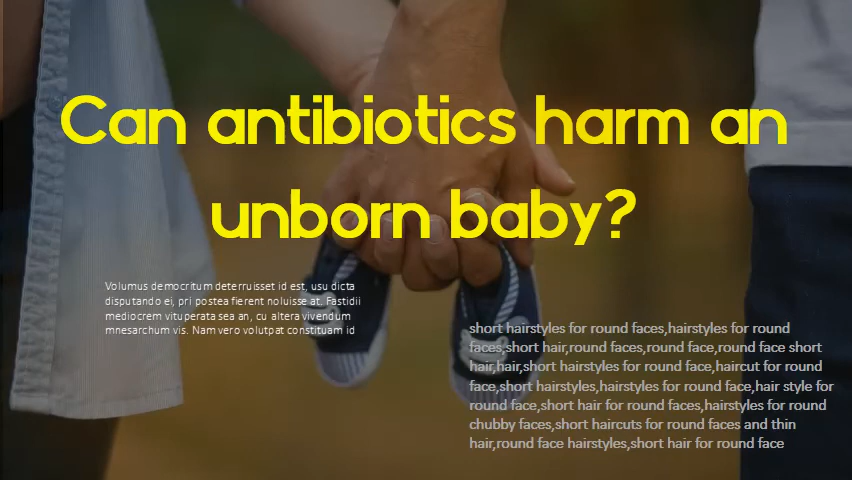 Can antibiotics harm an
unborn baby?
Volumus democritum deterruisset id est, usu dicta
disputando ei, pri postea fierent noluisse at. Fastidii
mediocrem vituperata sea an, cu altera vivendum
mnesarchum vis. Nam vero volutpat constituam id
short hairstyles for round faces,hairstyles for round
faces,short hair,round faces,round face,round face short
hair,hair,short hairstyles for round face,haircut for round
face,short hairstyles,hairstyles for round face,hair style for
round face,short hair for round faces,hairstyles for round
chubby faces,short haircuts for round faces and thin
hair,round face hairstyles,short hair for round face